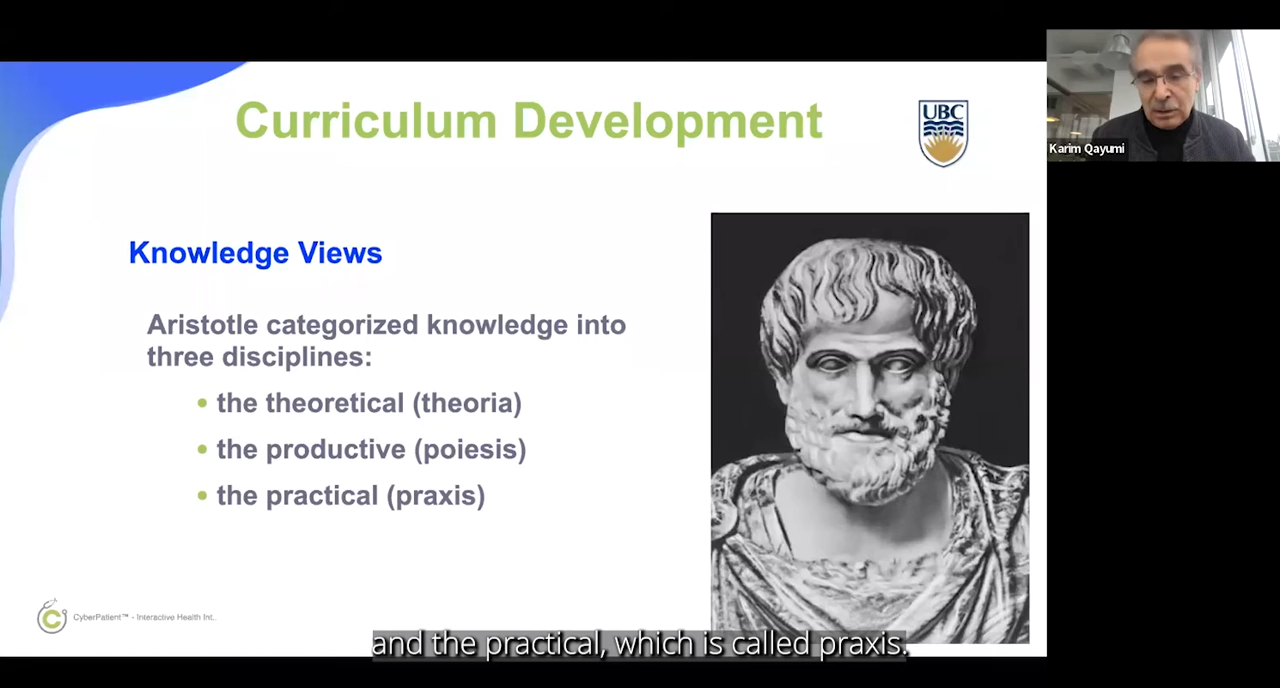 Curriculum Development
UBC
Karim Qayumi
Knowledge Views
Aristotle categorized knowledge into
three disciplines:
• the theoretical (theoria)
• the productive (poiesis)
• the practical (praxis)
C CyberPatient™ - Interactive Health Int..
and the practical, which is called praxis.